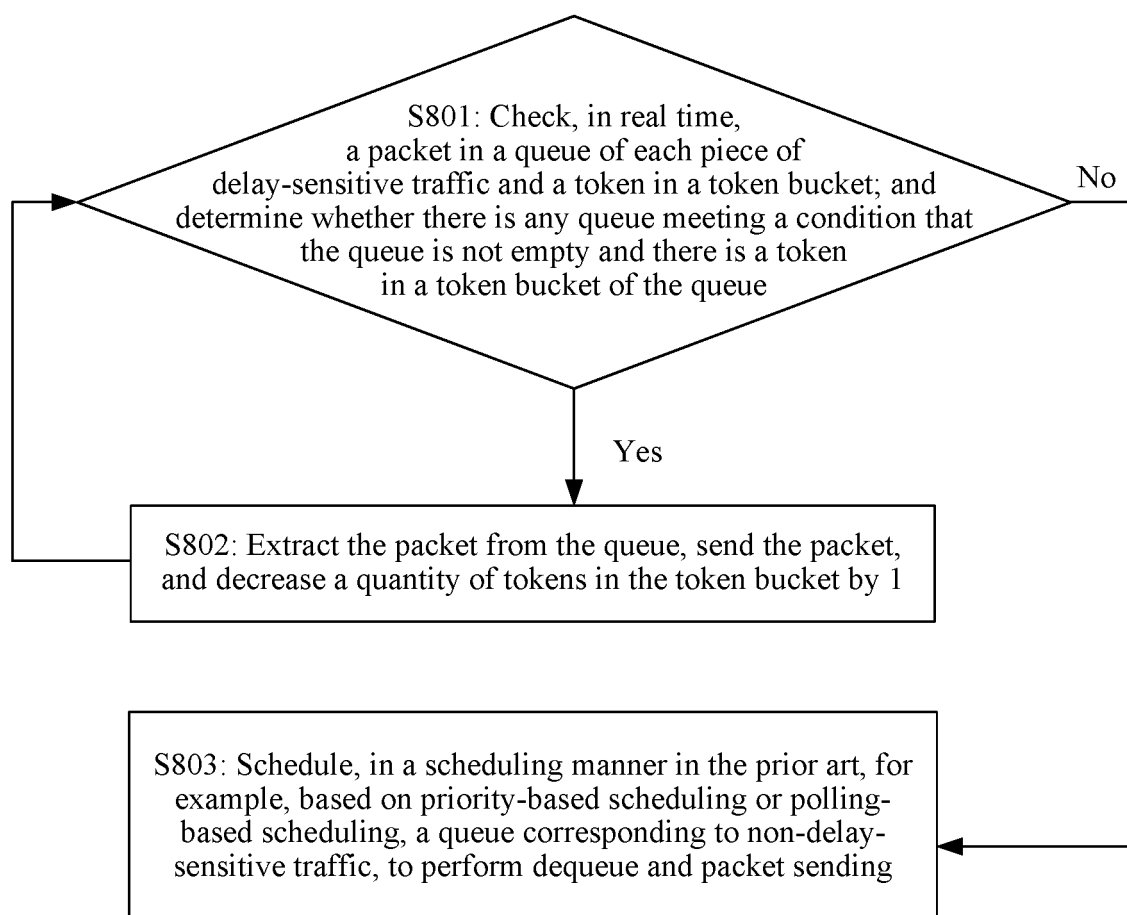 S801: Check, in real time,
a packet in a queue of each piece of
delay-sensitive traffic and a token in a token bucket; and
determine whether there is any queue meeting a condition that
the queue is not empty and there is a token
in a token bucket of the queue
No
Yes
S802: Extract the packet from the queue, send the packet,
and decrease a quantity of tokens in the token bucket by 1
S803: Schedule, in a scheduling manner in the prior art, for
example, based on priority-based scheduling or polling-
based scheduling, a queue corresponding to non-delay-
sensitive traffic, to perform dequeue and packet sending